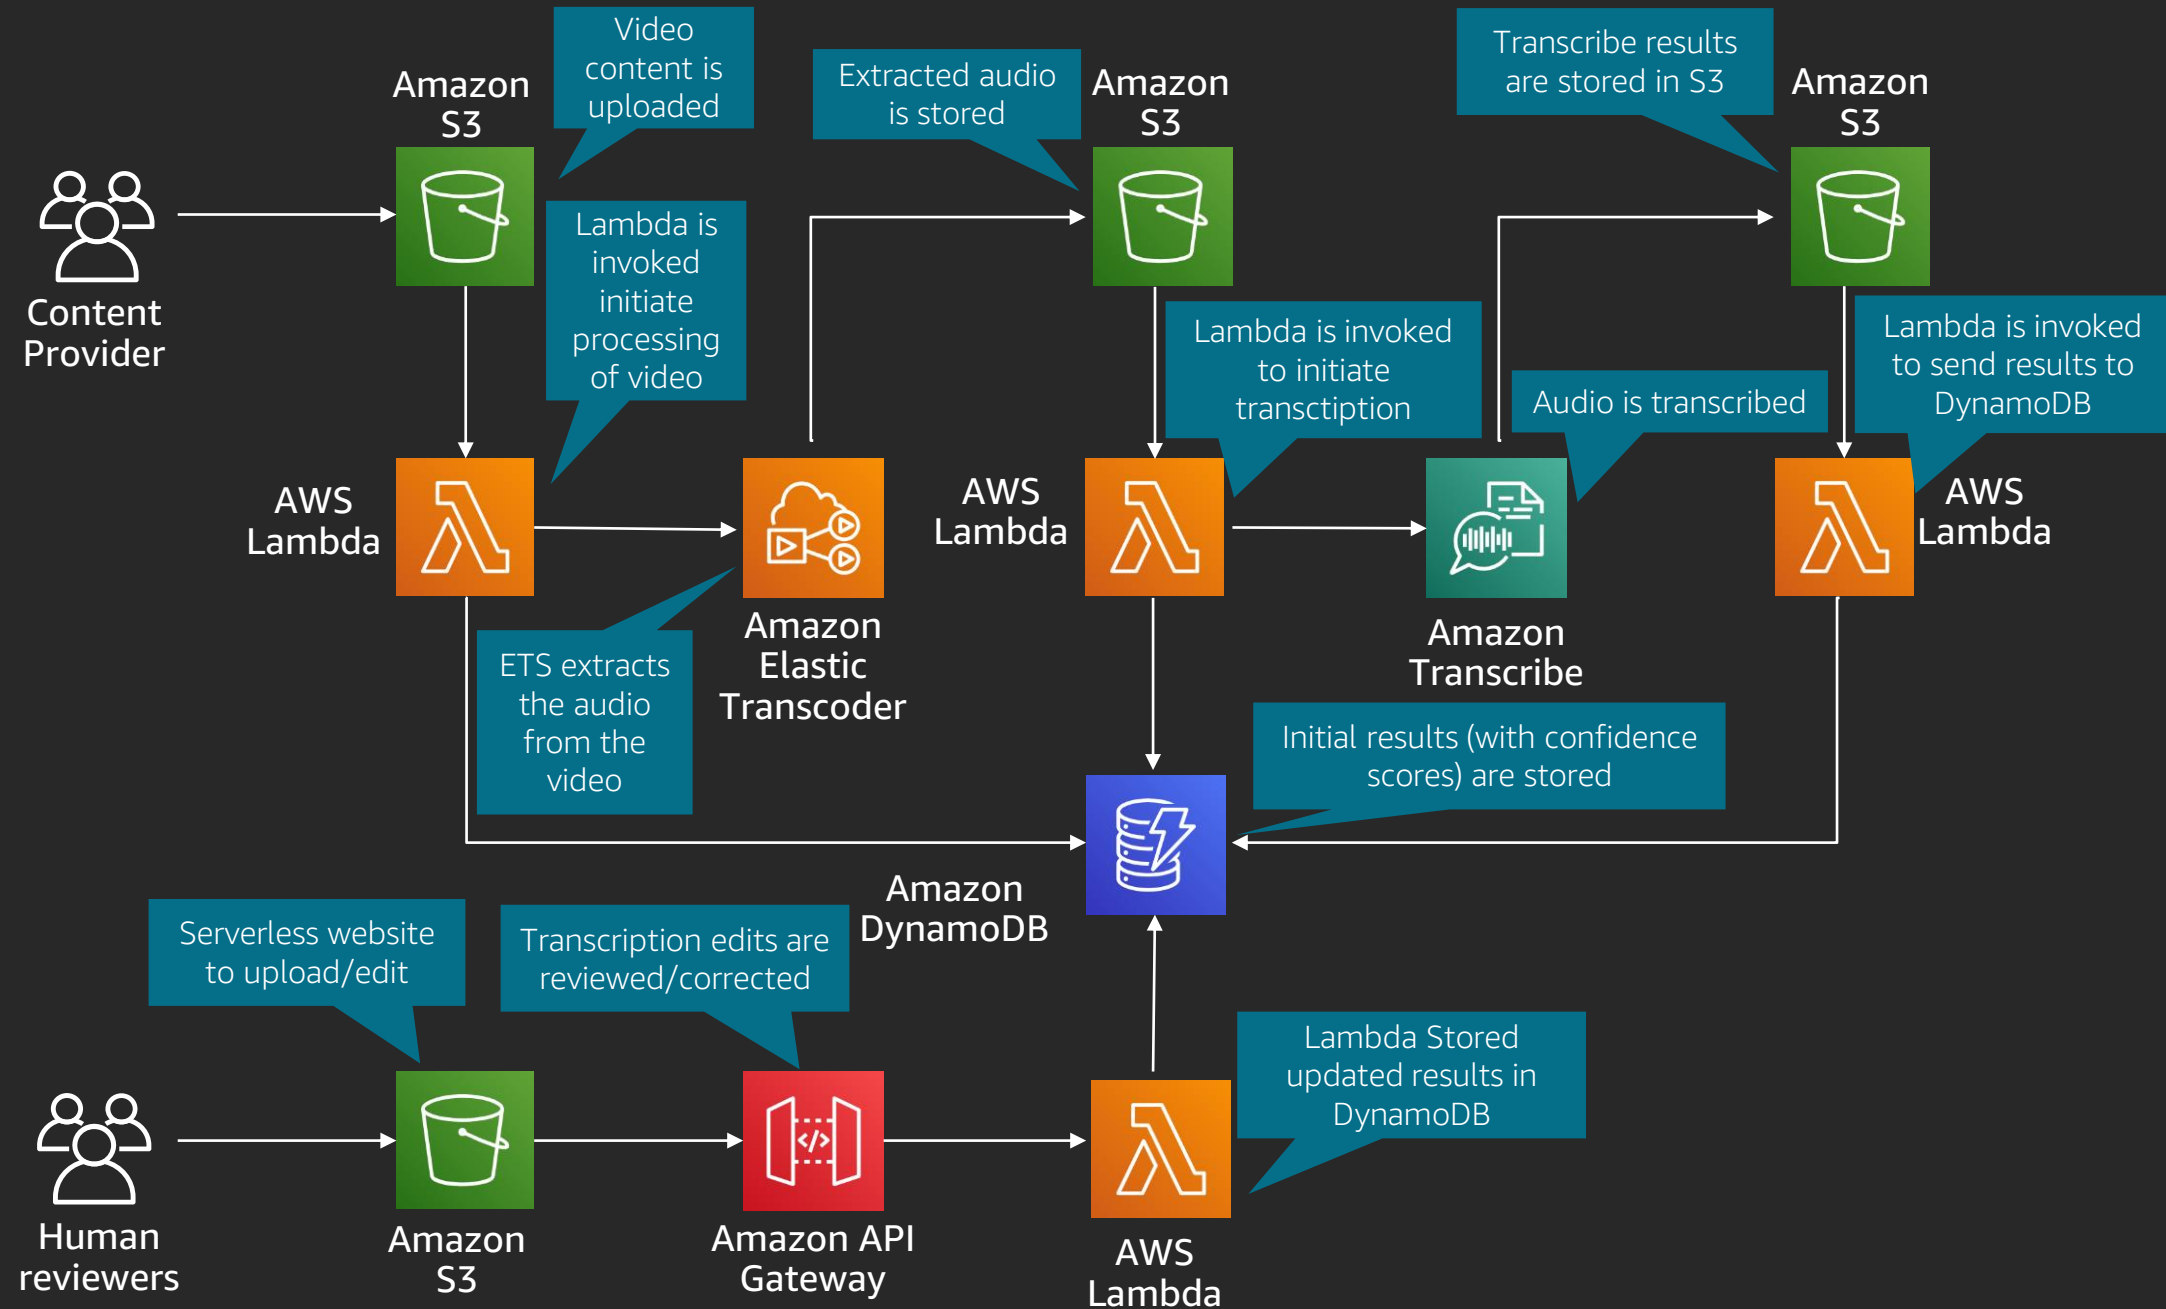 Video
content is
uploaded
Amazon
S3
Extracted audio
is stored
Amazon
S3
Transcribe results
are stored in S3
Amazon
S3
Content
Provider
Lambda is
invoked
initiate
processing
of video
Lambda is invoked
to initiate
transctiption
Audio is transcribed
Lambda is invoked
to send results to
DynamoDB
AWS
Lambda
AWS
Lambda
AWS
Lambda
ETS extracts
the audio
from the
video
Amazon
Elastic
Transcoder
Amazon
Transcribe
Initial results (with confidence
scores) are stored
Amazon
DynamoDB
Serverless website
to upload/edit
Transcription edits are
reviewed/corrected
Lambda Stored
updated results in
DynamoDB
</>
Human
reviewers
Amazon
S3
Amazon API
Gateway
AWS
Lambda